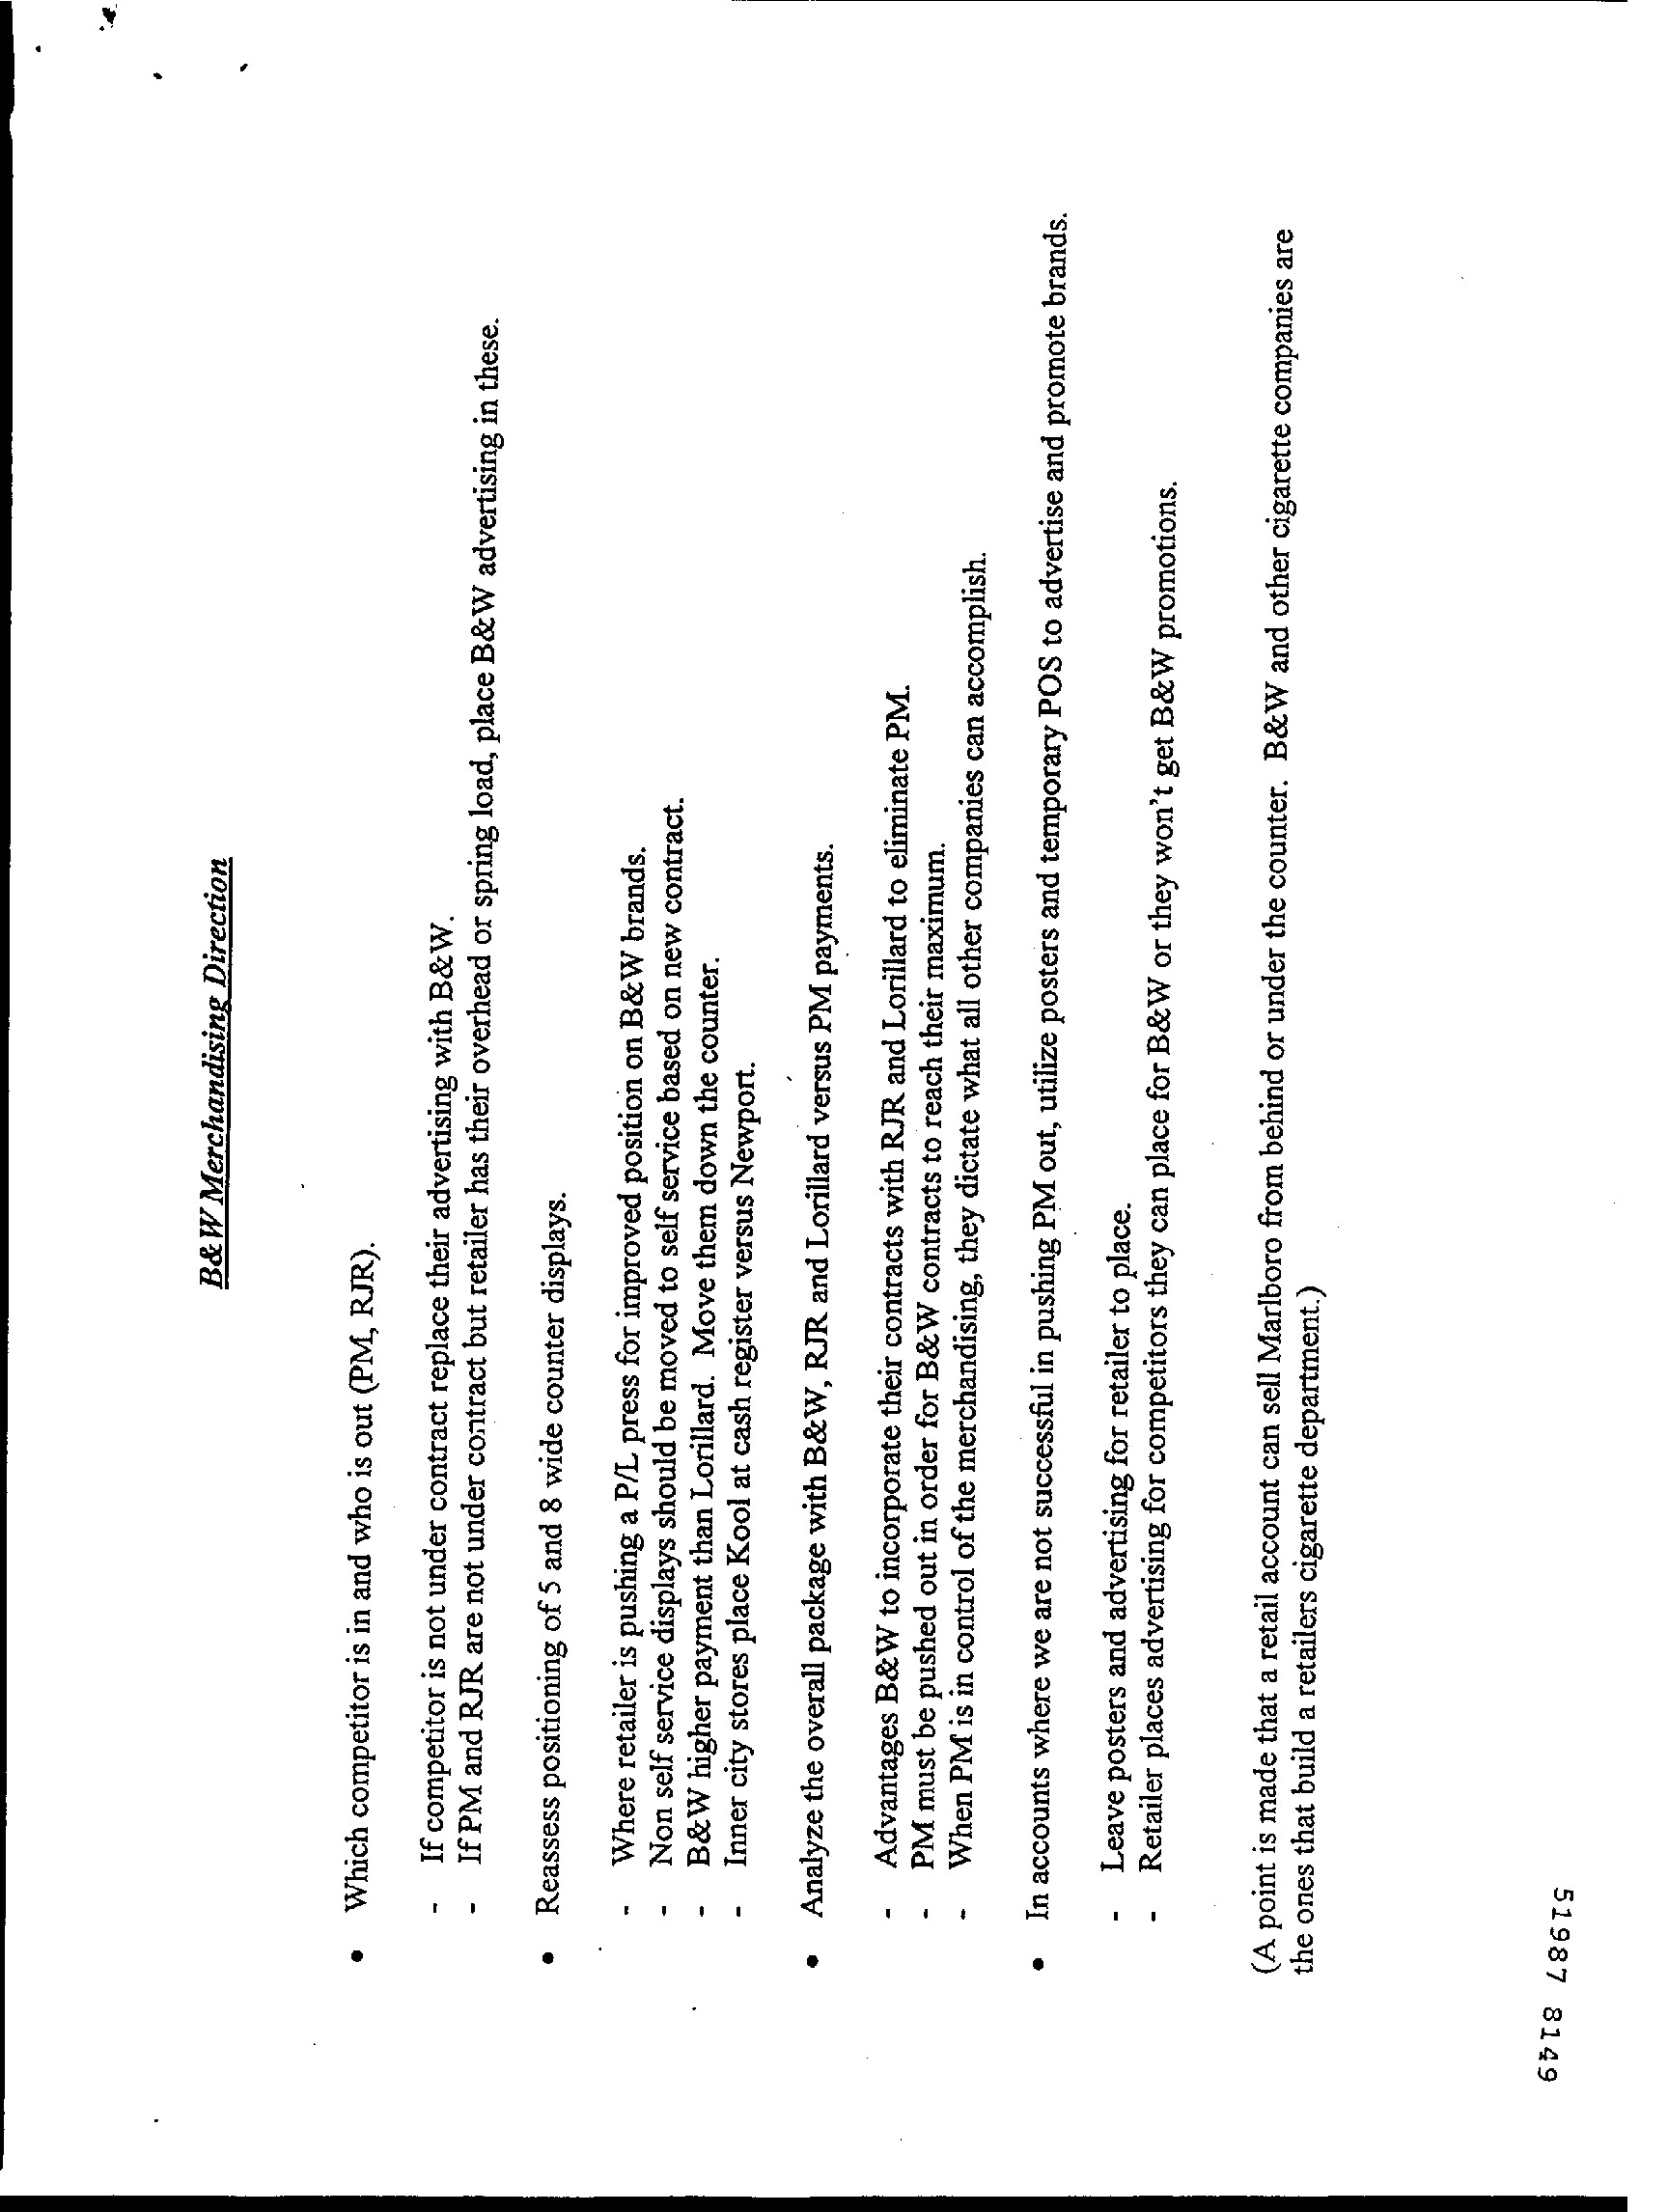 B&W Merchandising Direction
• Which competitor is in and who is out (PM, RJR).
- If competitor is not under contract replace their advertising with B&W.
- If PM and RJR are not under contract but retailer has their overhead or spring load, place B&W advertising in these.
• Reassess positioning of 5 and 8 wide counter displays.
- Where retailer is pushing a P/L press for improved position on B&W brands.
- Non self service displays should be moved to self service based on new contract.
- B&W higher payment than Lorillard. Move them down the counter.
- Inner city stores place Kool at cash register versus Newport.
• Analyze the overall package with B&W, RJR and Lorillard versus PM payments.
- Advantages B&W to incorporate their contracts with RJR and Lorillard to eliminate PM.
- PM must be pushed out in order for B&W contracts to reach their maximum.
- When PM is in control of the merchandising, they dictate what all other companies can accomplish.
• In accounts where we are not successful in pushing PM out, utilize posters and temporary POS to advertise and promote brands.
- Leave posters and advertising for retailer to place.
- Retailer places advertising for competitors they can place for B&W or they won't get B&W promotions.
(A point is made that a retail account can sell Marlboro from behind or under the counter. B&W and other cigarette companies are
the ones that build a retailers cigarette department.)
51987 8149